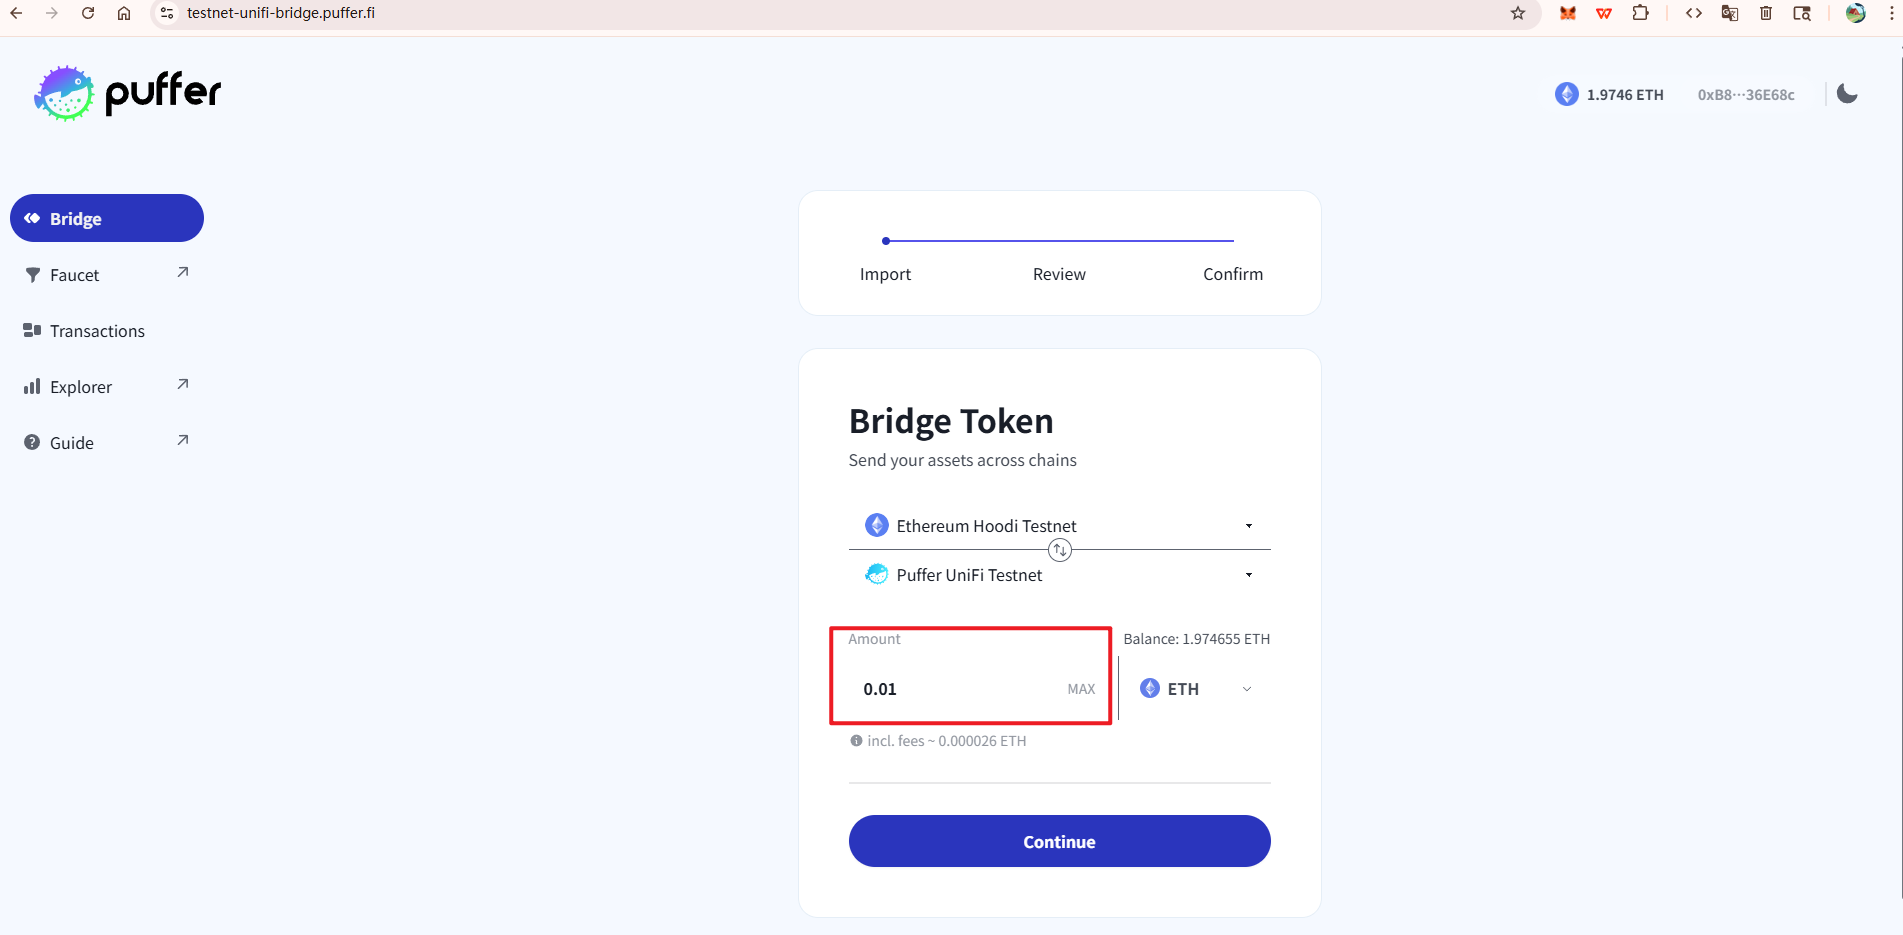 testnet-unifi-bridge.puffer.fi
puffer
1.9746 ETH 0xB8···36E68c
Bridge
Faucet
Transactions
Explorer
Guide
Import Review Confirm
Bridge Token
Send your assets across chains
Ethereum Hoodi Testnet
Puffer UniFi Testnet
Amount Balance: 1.974655 ETH
0.01 MAX ETH
incl. fees ~ 0.000026 ETH
Continue